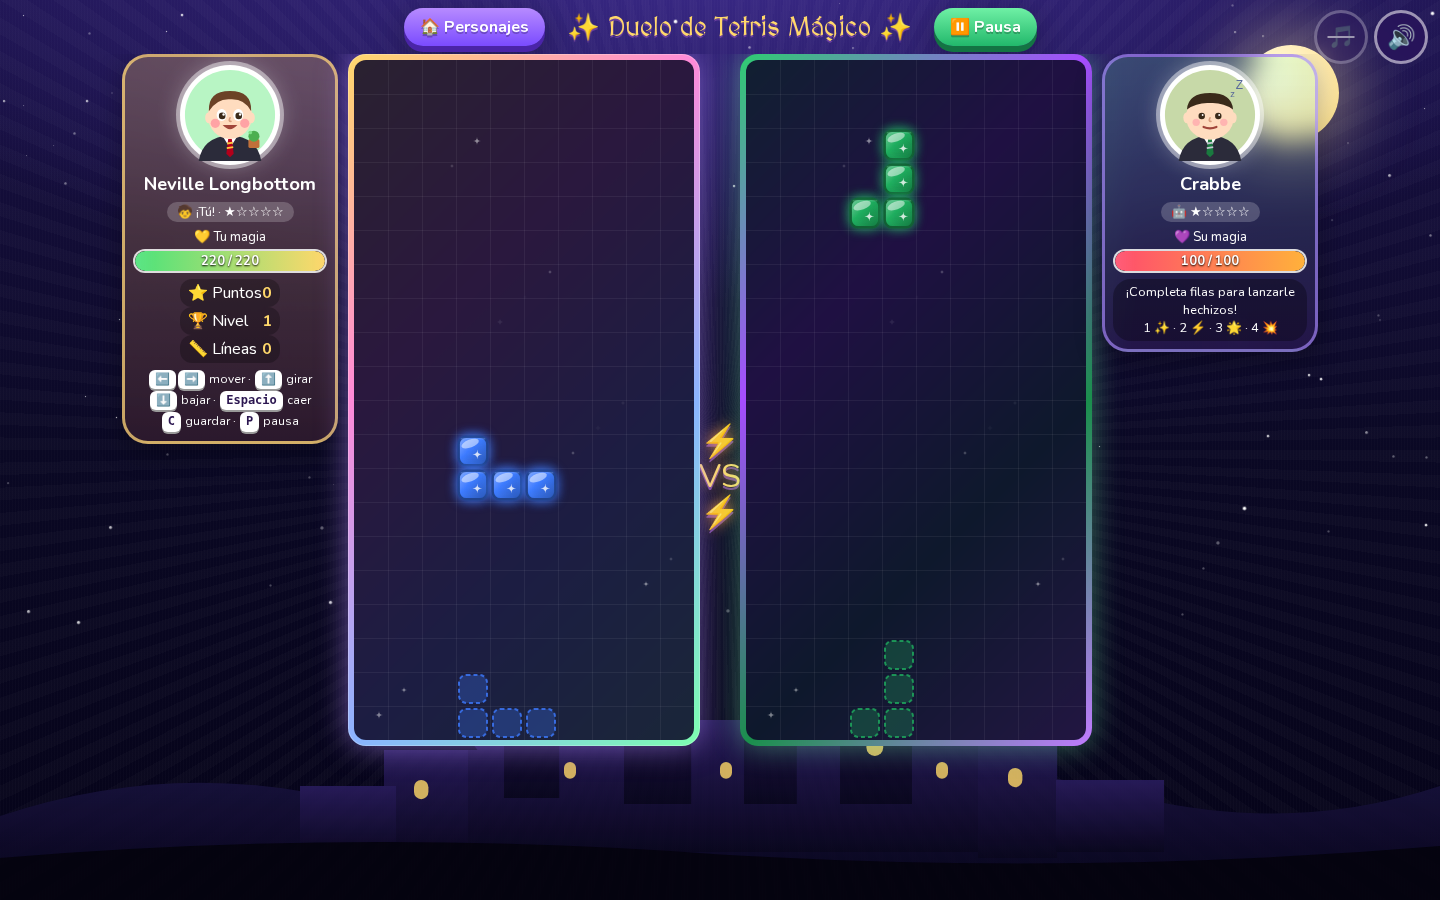 🏠 Personajes
✨ Duelo de Tetris Mágico ✨
⏸️ Pausa
Neville Longbottom
🧒 ¡Tú! · ★☆☆☆☆
💛 Tu magia
220 / 220
⭐ Puntos 0
🏆 Nivel 1
📏 Líneas 0
⬅️ ➡️ mover · ⬆️ girar
⬇️ bajar · Espacio caer
C guardar · P pausa
⚡
VS
⚡
z Z
Crabbe
🤖 ★☆☆☆☆
💜 Su magia
100 / 100
¡Completa filas para lanzarle
hechizos!
1 ✨ · 2 ⚡ · 3 🌟 · 4 💥